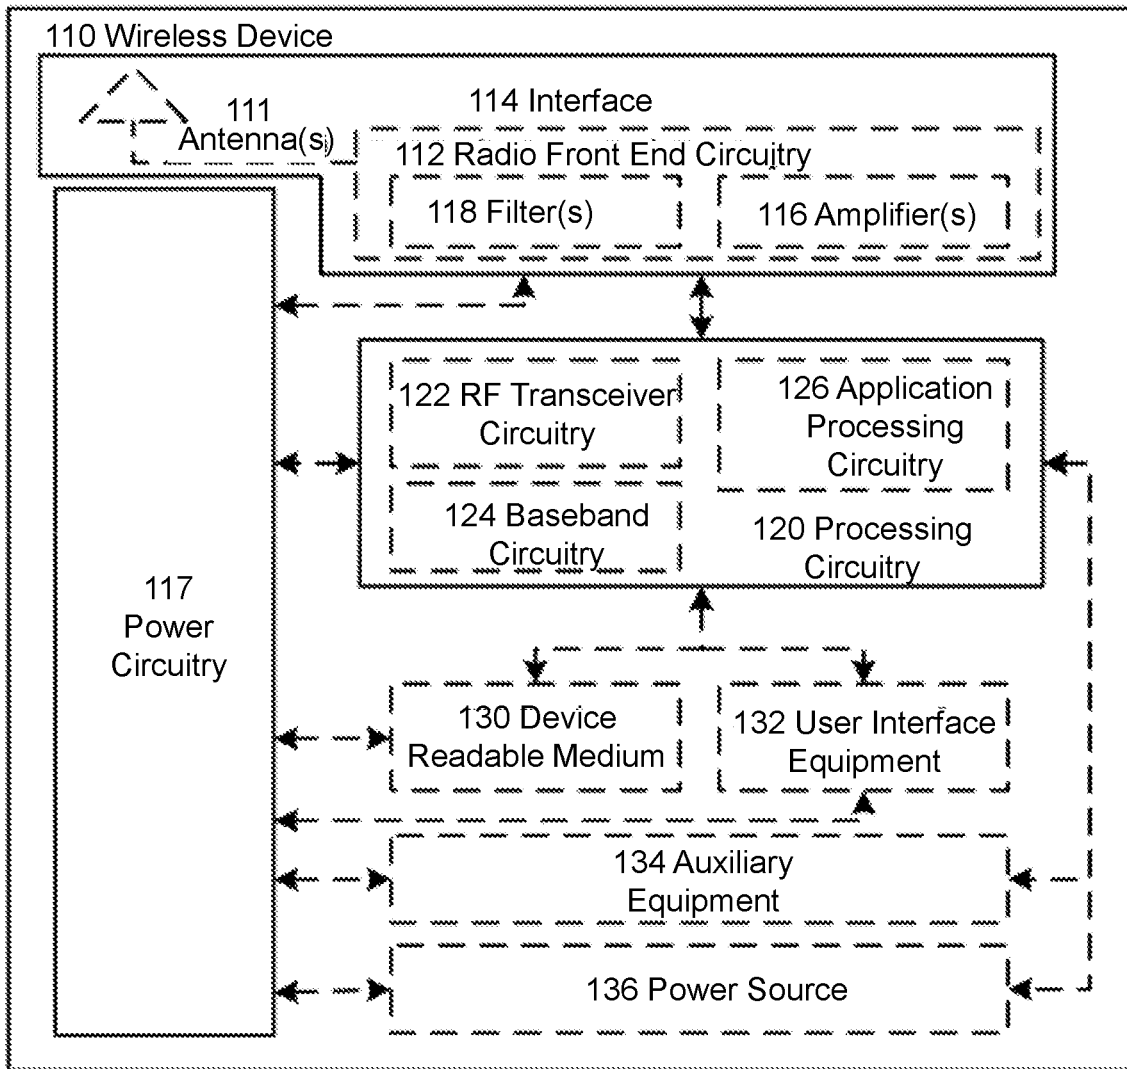 110 Wireless Device
111
Antenna(s)
114 Interface
112 Radio Front End Circuitry
118 Filter(s)
116 Amplifier(s)
122 RF Transceiver
Circuitry
126 Application
Processing
Circuitry
124 Baseband
Circuitry
120 Processing
Circuitry
117
Power
Circuitry
130 Device
Readable Medium
132 User Interface
Equipment
134 Auxiliary
Equipment
136 Power Source